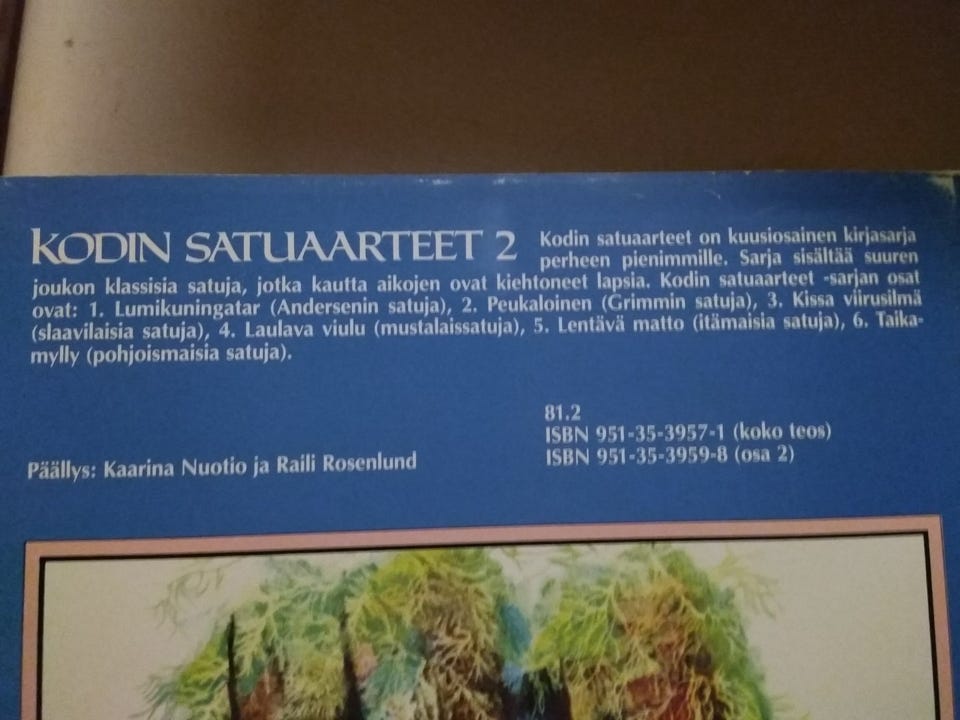 KODIN SATUAARTEET 2 Kodin satuaarteet on kuusiosainen kirjasarja
perheen pienimmille. Sarja sisältää suuren
joukon klassisia satuja, jotka kautta aikojen ovat kiehtoneet lapsia. Kodin satuaarteet -sarjan osat
ovat: 1. Lumikuningatar (Andersenin satuja), 2. Peukaloinen (Grimmin satuja), 3. Kissa viirusilmä
(slaavilaisia satuja), 4. Laulava viulu (mustalaissatuja), 5. Lentävä matto (itämaisia satuja), 6. Taika-
mylly (pohjoismaisia satuja).
81.2
ISBN 951-35-3957-1 (koko teos)
ISBN 951-35-3959-8 (osa 2)
Päällys: Kaarina Nuotio ja Raili Rosenlund